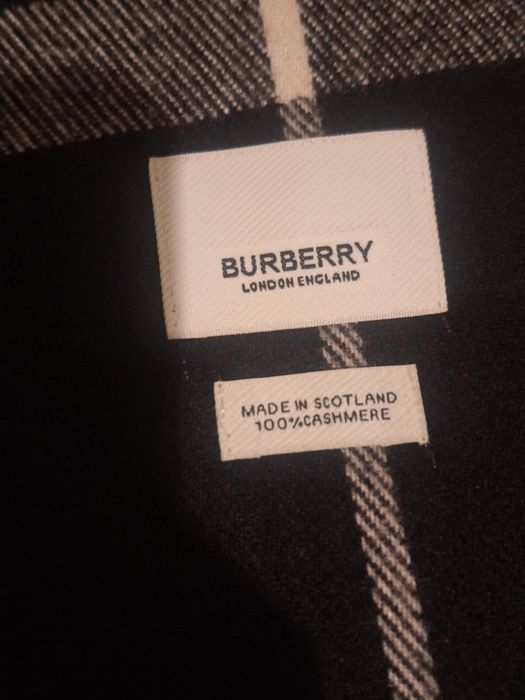 BURBERRY
LONDON ENGLAND
MADE IN SCOTLAND
100%CASHMERE